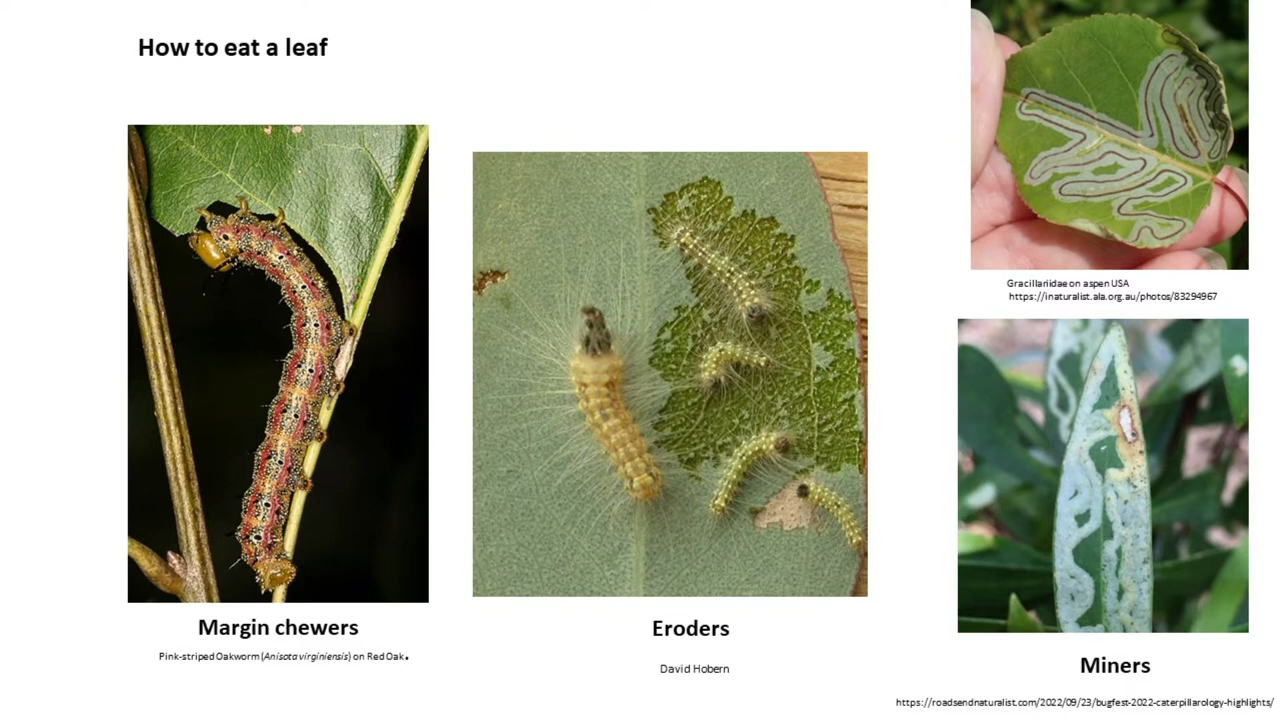 How to eat a leaf
Margin chewers
Pink-striped Oakworm (Anisota virginiensis) on Red Oak.
Eroders
David Hobern
Gracillariidae on aspen USA
https://inaturalist.ala.org.au/photos/83294967
Miners
https://roadsendnaturalist.com/2022/09/23/bugfest-2022-caterpillarology-highlights/